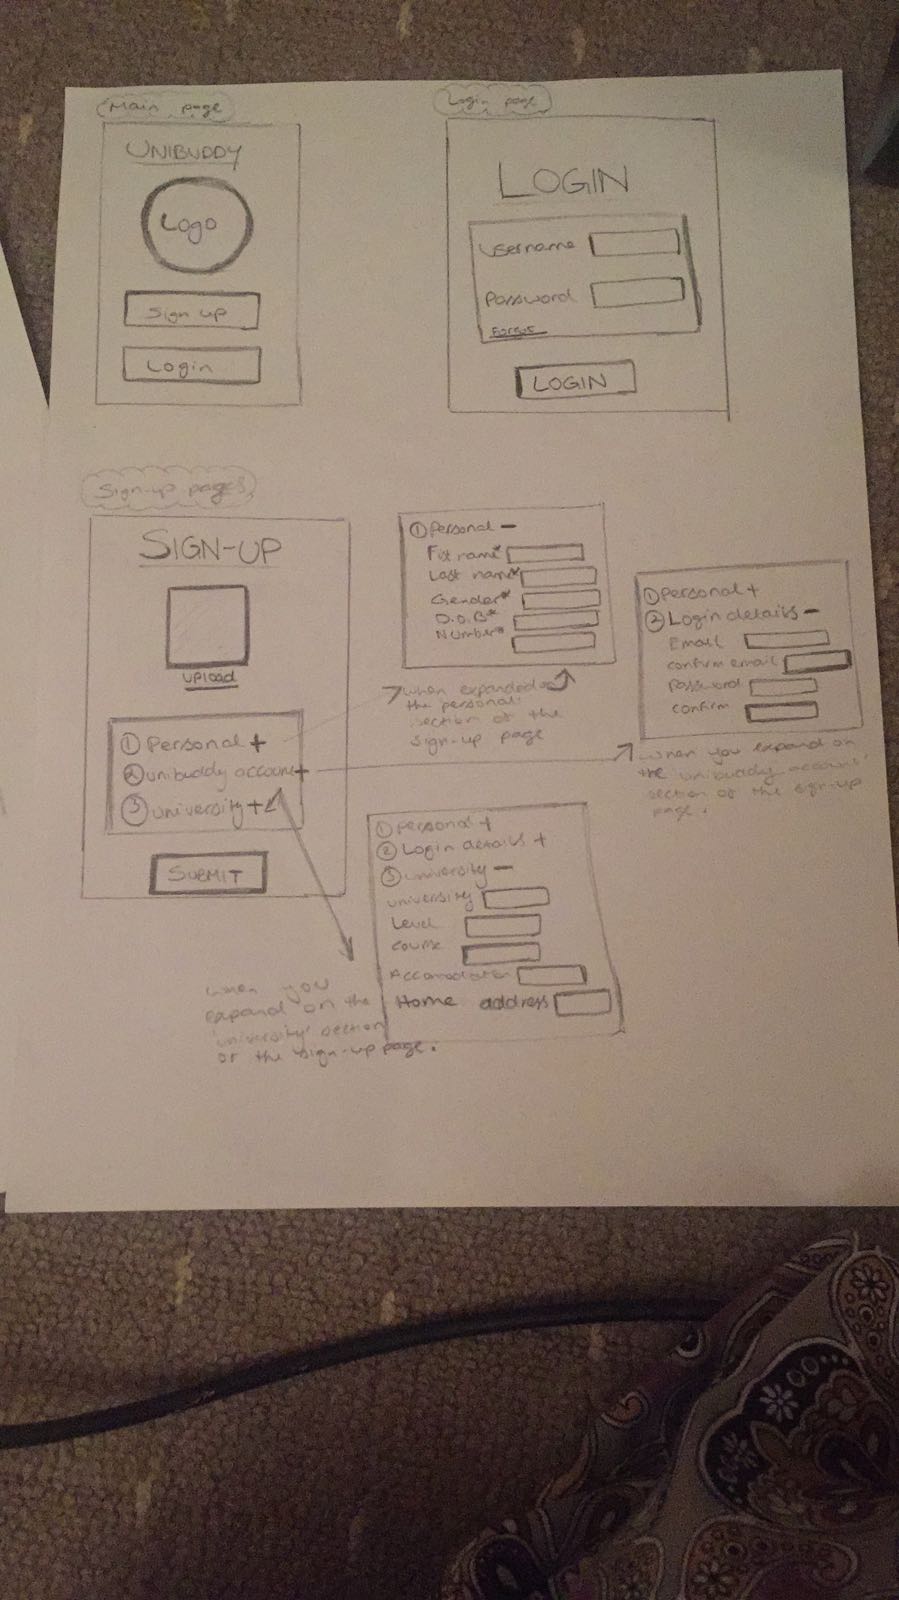 Main page
UNIBUDDY
Logo
Sign up
Login
Login page
LOGIN
Username
Password
Forgot
LOGIN
Sign-up pages
SIGN-UP
UPLOAD
① Personal +
② unibuddy account +
③ university +
SUBMIT
① Personal –
First name*
Last name*
Gender*
D.O.B*
Number*
when expanded on
the 'personal'
section of the
sign-up page
① Personal +
② Login details –
Email
confirm email
Password
confirm
when you expand on
the 'unibuddy account'
section of the sign-up
page.
① Personal +
② Login details +
③ university –
university
Level
course
Accomodation
Home address
when you
expand on the
'university' section
of the sign-up page.